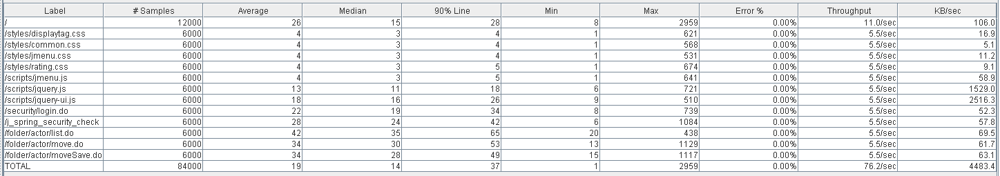 Label # Samples Average Median 90% Line Min Max Error % Throughput KB/sec
/ 12000 26 15 28 8 2959 0.00% 11.0/sec 106.0
/styles/displaytag.css 6000 4 3 4 1 621 0.00% 5.5/sec 16.9
/styles/common.css 6000 4 3 4 1 568 0.00% 5.5/sec 5.1
/styles/jmenu.css 6000 4 3 4 1 531 0.00% 5.5/sec 11.2
/styles/rating.css 6000 4 3 5 1 674 0.00% 5.5/sec 9.1
/scripts/jmenu.js 6000 4 3 5 1 641 0.00% 5.5/sec 58.9
/scripts/jquery.js 6000 13 11 18 6 721 0.00% 5.5/sec 1529.0
/scripts/jquery-ui.js 6000 18 16 26 9 510 0.00% 5.5/sec 2516.3
/security/login.do 6000 22 19 34 8 739 0.00% 5.5/sec 52.3
/j_spring_security_check 6000 28 24 42 6 1084 0.00% 5.5/sec 57.8
/folder/actor/list.do 6000 42 35 65 20 438 0.00% 5.5/sec 69.5
/folder/actor/move.do 6000 34 30 53 13 1129 0.00% 5.5/sec 61.7
/folder/actor/moveSave.do 6000 34 28 49 15 1117 0.00% 5.5/sec 63.1
TOTAL 84000 19 14 37 1 2959 0.00% 76.2/sec 4483.4